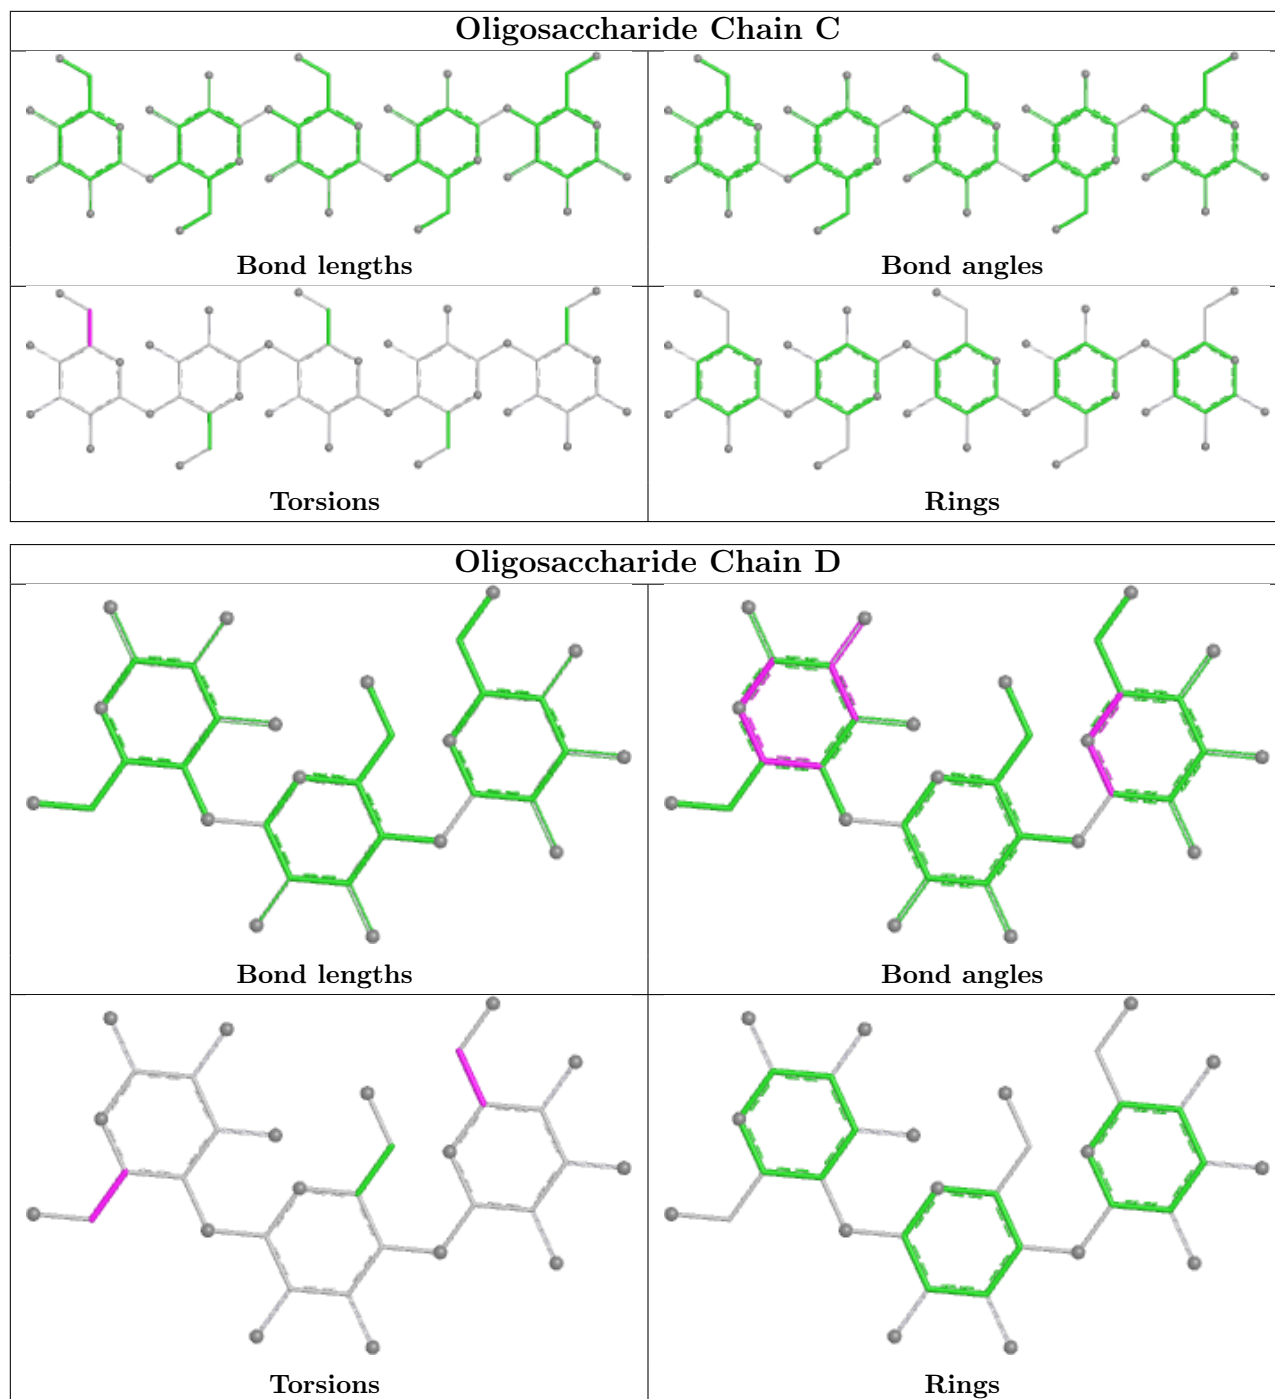 Oligosaccharide Chain C
Bond lengths
Bond angles
Torsions
Rings
Oligosaccharide Chain D
Bond lengths
Bond angles
Torsions
Rings